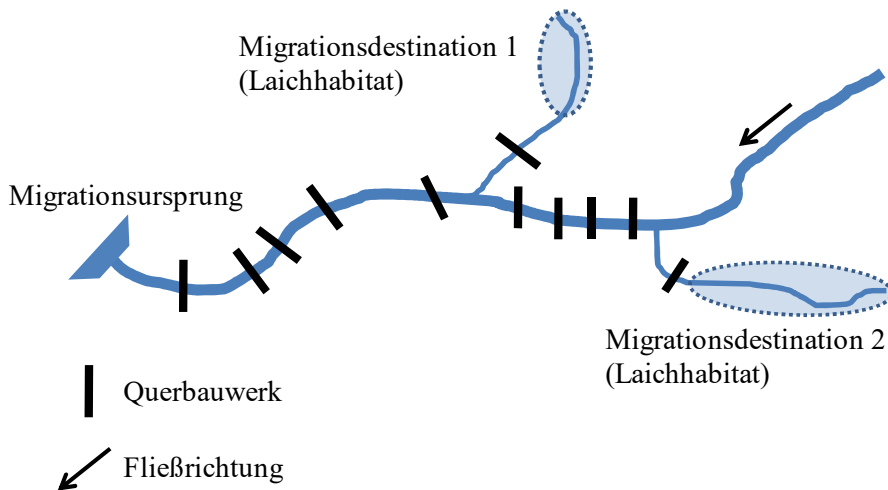 Migrationsdestination 1
(Laichhabitat)
Migrationsursprung
Migrationsdestination 2
(Laichhabitat)
Querbauwerk
Fließrichtung